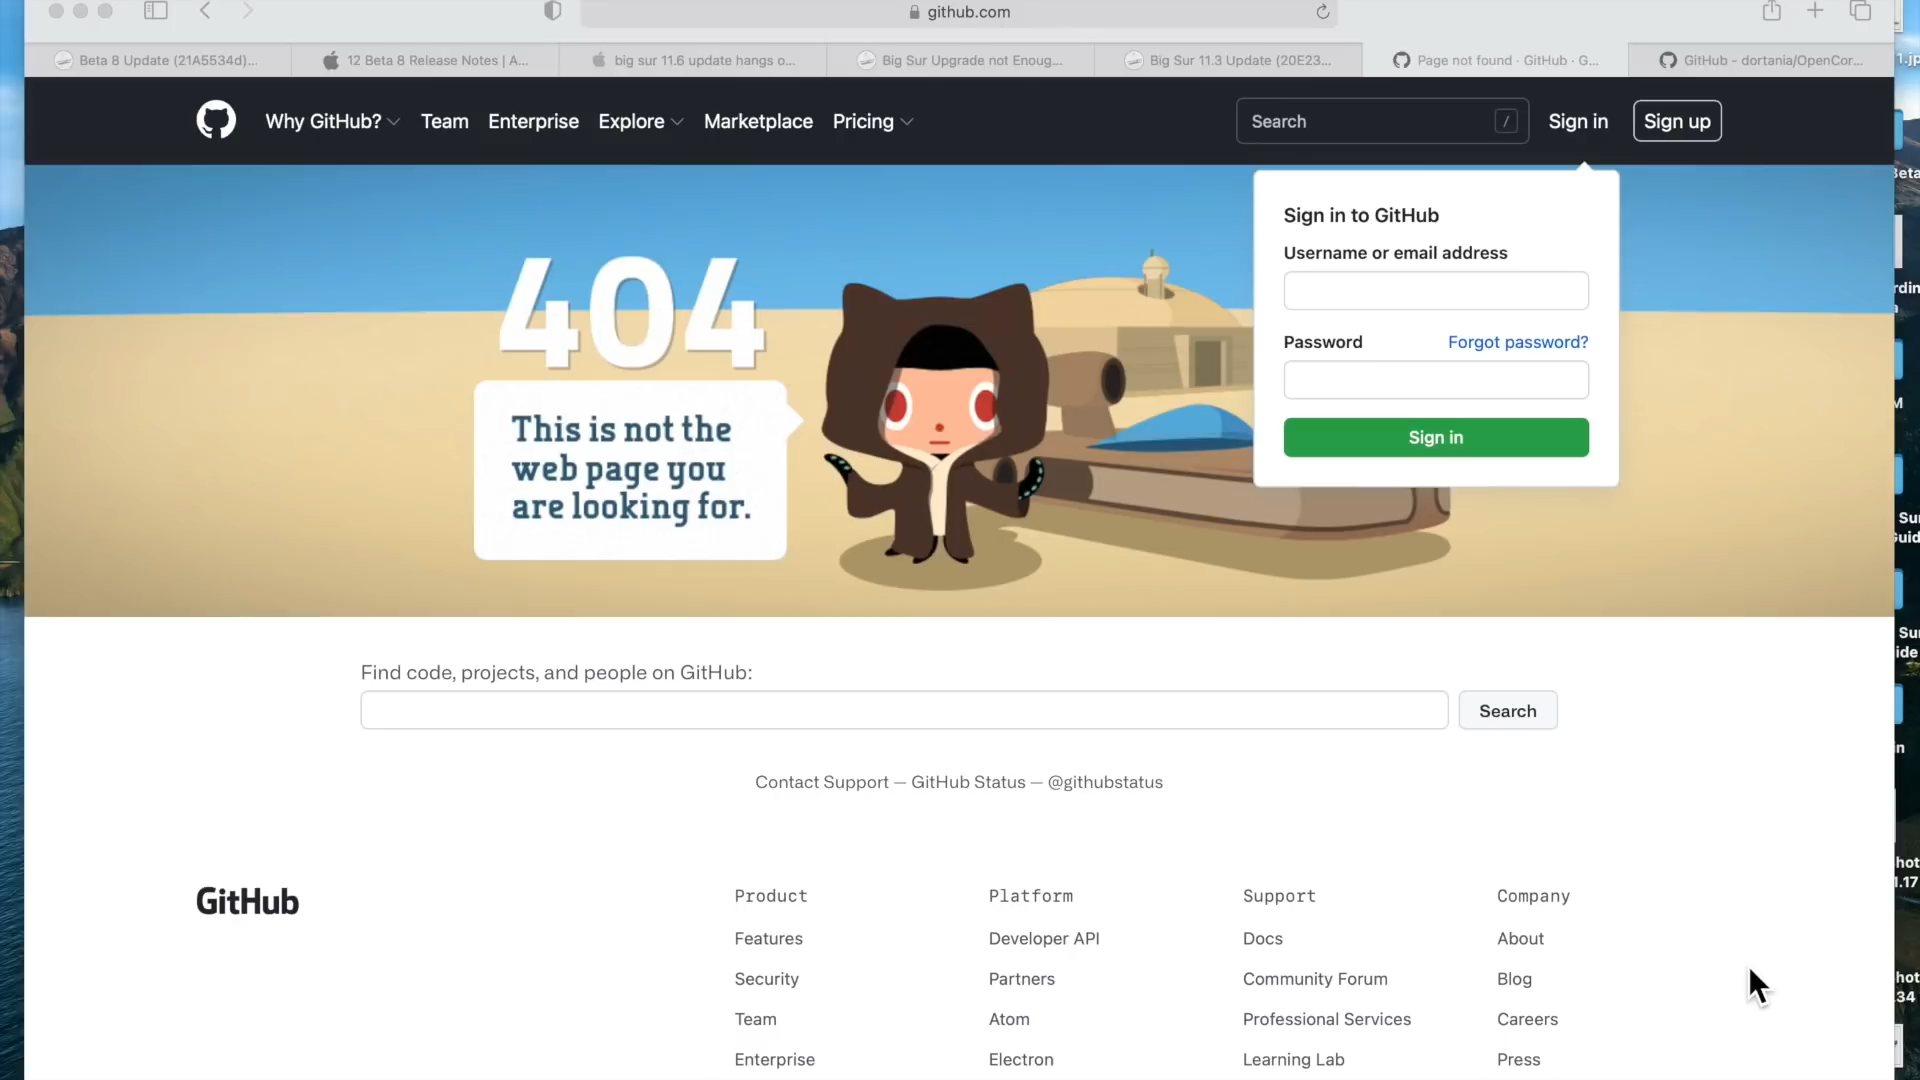 github.com
Beta 8 Update (21A5534d)...
12 Beta 8 Release Notes | A...
big sur 11.6 update hangs o...
Big Sur Upgrade not Enoug...
Big Sur 11.3 Update (20E23...
Page not found · GitHub · G...
GitHub - dortania/OpenCor...
Why GitHub?
Team
Enterprise
Explore
Marketplace
Pricing
Search
/
Sign in
Sign up
Sign in to GitHub
Username or email address
Password
Forgot password?
Sign in
404
This is not the
web page you
are looking for.
Find code, projects, and people on GitHub:
Search
Contact Support — GitHub Status — @githubstatus
GitHub
Product
Features
Security
Team
Enterprise
Platform
Developer API
Partners
Atom
Electron
Support
Docs
Community Forum
Professional Services
Learning Lab
Company
About
Blog
Careers
Press